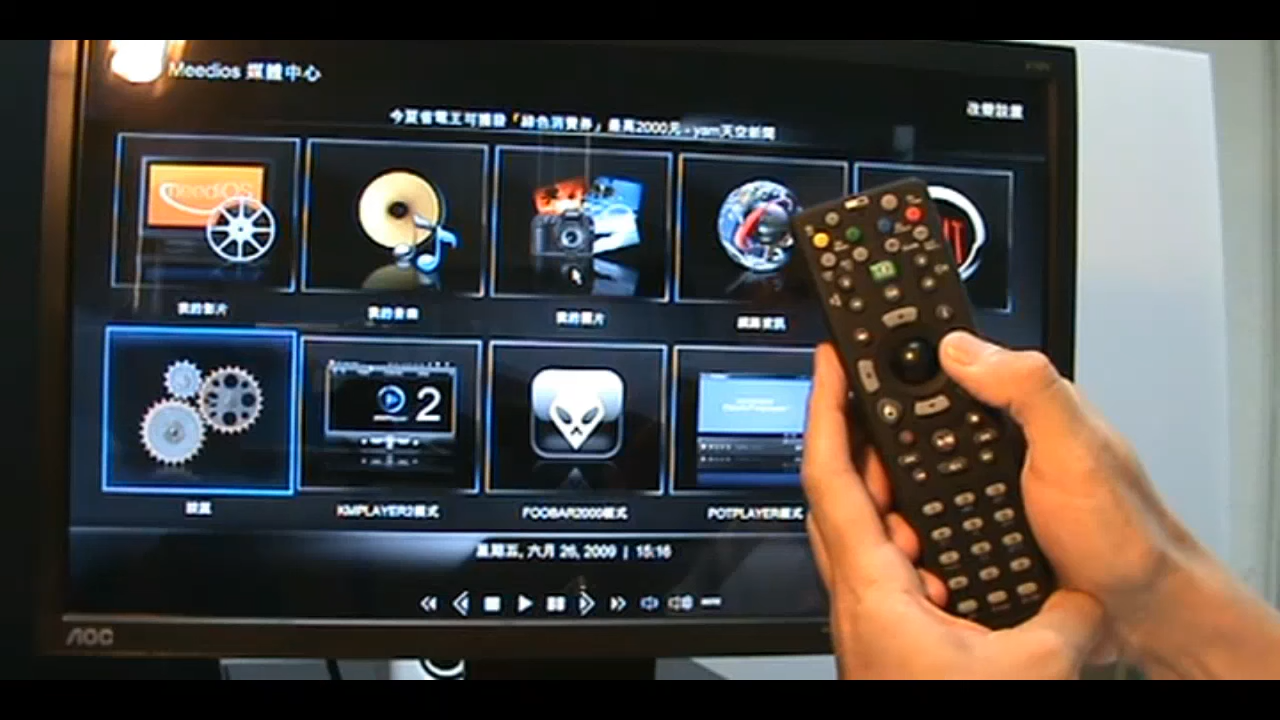 Meedios 媒體中心
改變設置
今夏省電王可獲發「綠色消費券」最高2000元 - yam天空新聞
meediOS
我的影片
我的音樂
我的照片
網路資訊
2
設置
KMPLAYER2模式
FOOBAR2000模式
POTPLAYER模式
星期五, 六月 26, 2009 | 15:16
AOC